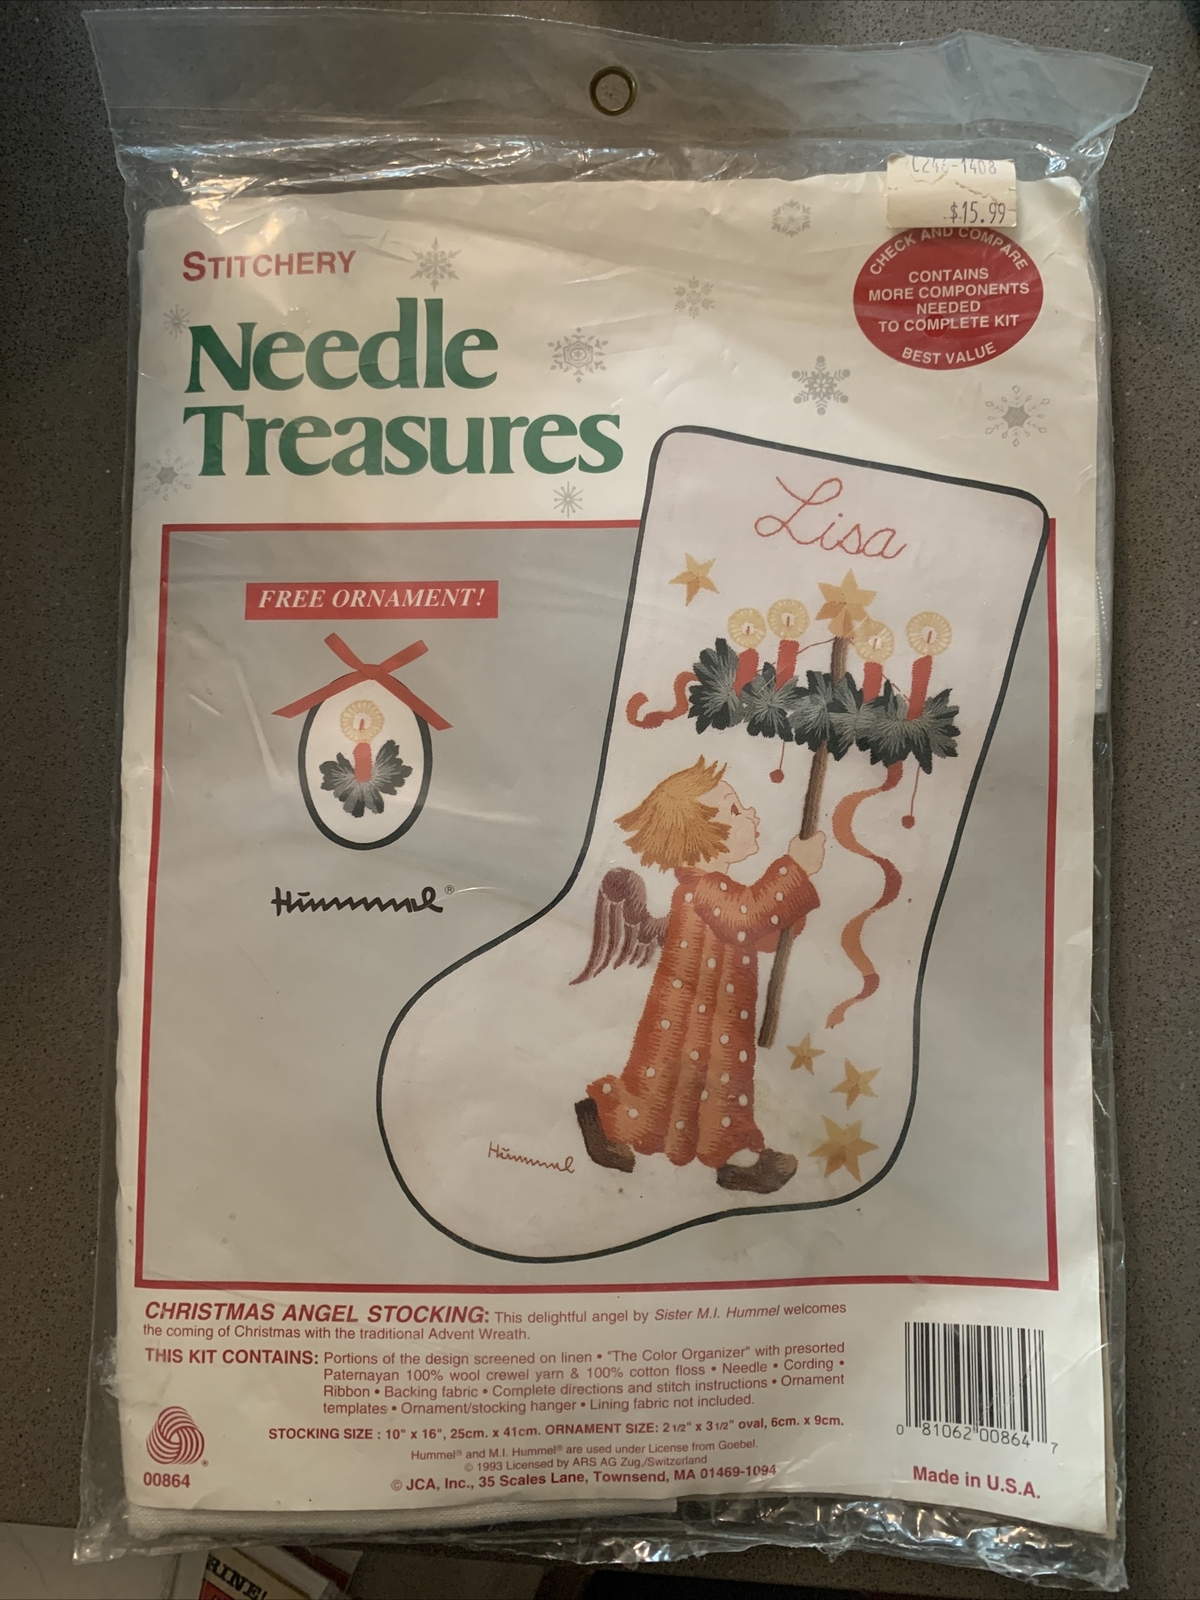 C246-1408
$15.99
STITCHERY
Needle
Treasures
CHECK AND COMPARE
CONTAINS
MORE COMPONENTS
NEEDED
TO COMPLETE KIT
BEST VALUE
Lisa
FREE ORNAMENT!
Hummel®
Hummel
CHRISTMAS ANGEL STOCKING: This delightful angel by Sister M.I. Hummel welcomes
the coming of Christmas with the traditional Advent Wreath.
THIS KIT CONTAINS: Portions of the design screened on linen • "The Color Organizer" with presorted
Paternayan 100% wool crewel yarn & 100% cotton floss • Needle • Cording •
Ribbon • Backing fabric • Complete directions and stitch instructions • Ornament
templates • Ornament/stocking hanger • Lining fabric not included.
STOCKING SIZE : 10" x 16", 25cm. x 41cm. ORNAMENT SIZE: 2 1/2" x 3 1/2" oval, 6cm. x 9cm.
Hummel® and M.I. Hummel® are used under License from Goebel.
© 1993 Licensed by ARS AG Zug./Switzerland
© JCA, Inc., 35 Scales Lane, Townsend, MA 01469-1094
00864
0 81062 00864 7
Made in U.S.A.
RINE!